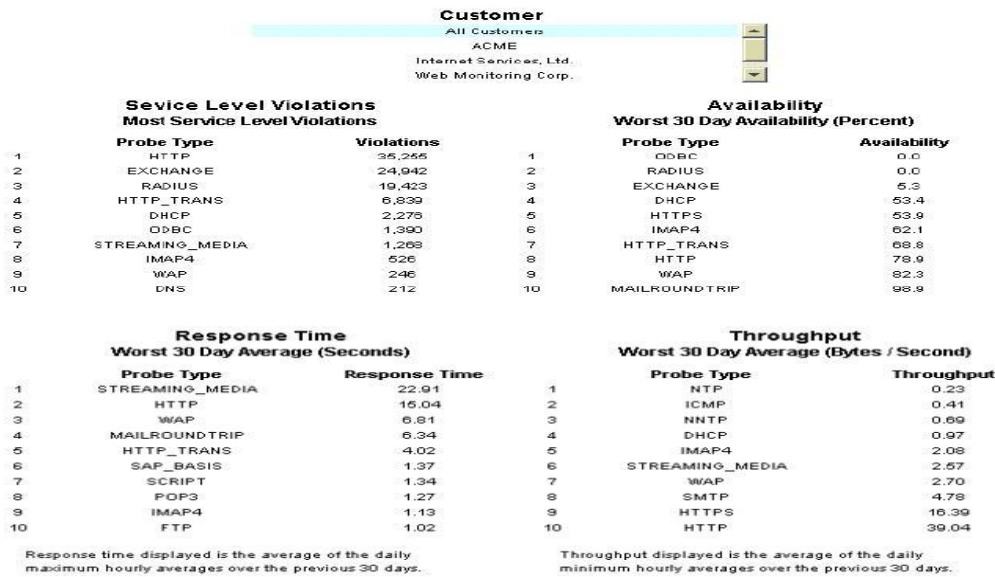 Customer
All Customers
ACME
Internet Services, Ltd.
Web Monitoring Corp.
Sevice Level Violations
Most Service Level Violations
Probe Type Violations
1 HTTP 35,255
2 EXCHANGE 24,942
3 RADIUS 19,423
4 HTTP_TRANS 6,839
5 DHCP 2,276
6 ODBC 1,390
7 STREAMING_MEDIA 1,268
8 IMAP4 526
9 WAP 246
10 DNS 212
Availability
Worst 30 Day Availability (Percent)
Probe Type Availability
1 ODBC 0.0
2 RADIUS 0.0
3 EXCHANGE 5.3
4 DHCP 53.4
5 HTTPS 53.9
6 IMAP4 62.1
7 HTTP_TRANS 68.8
8 HTTP 78.9
9 WAP 82.3
10 MAILROUNDTRIP 98.9
Response Time
Worst 30 Day Average (Seconds)
Probe Type Response Time
1 STREAMING_MEDIA 22.91
2 HTTP 15.04
3 WAP 6.81
4 MAILROUNDTRIP 6.34
5 HTTP_TRANS 4.02
6 SAP_BASIS 1.37
7 SCRIPT 1.34
8 POP3 1.27
9 IMAP4 1.13
10 FTP 1.02
Response time displayed is the average of the daily
maximum hourly averages over the previous 30 days.
Throughput
Worst 30 Day Average (Bytes / Second)
Probe Type Throughput
1 NTP 0.23
2 ICMP 0.41
3 NNTP 0.69
4 DHCP 0.97
5 IMAP4 2.08
6 STREAMING_MEDIA 2.57
7 WAP 2.70
8 SMTP 4.78
9 HTTPS 16.39
10 HTTP 39.04
Throughput displayed is the average of the daily
minimum hourly averages over the previous 30 days.